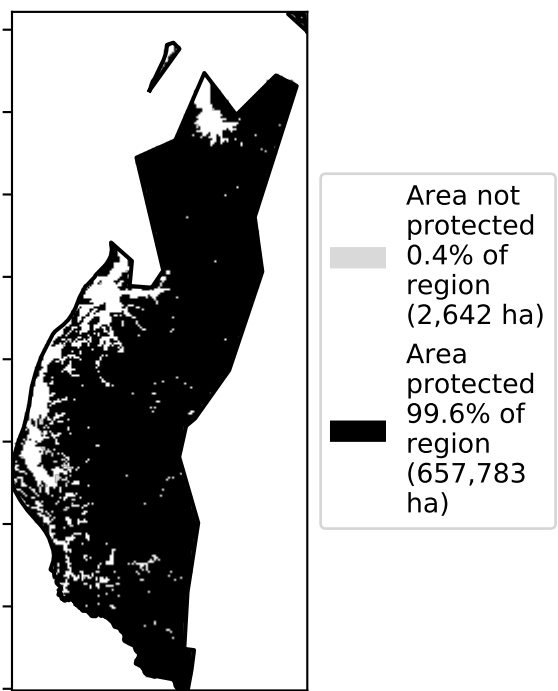 Area not
protected
0.4% of
region
(2,642 ha)
Area
protected
99.6% of
region
(657,783
ha)